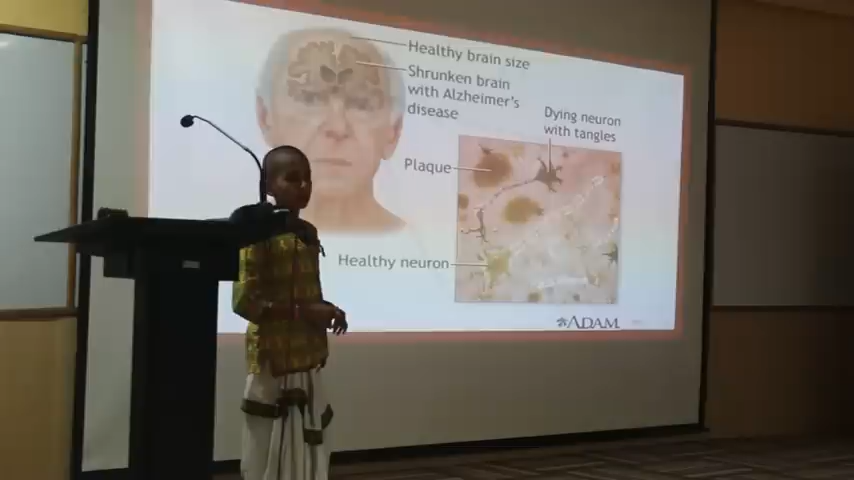 Healthy brain size
Shrunken brain
with Alzheimer's
disease
Dying neuron
with tangles
Plaque
Healthy neuron
ADAM